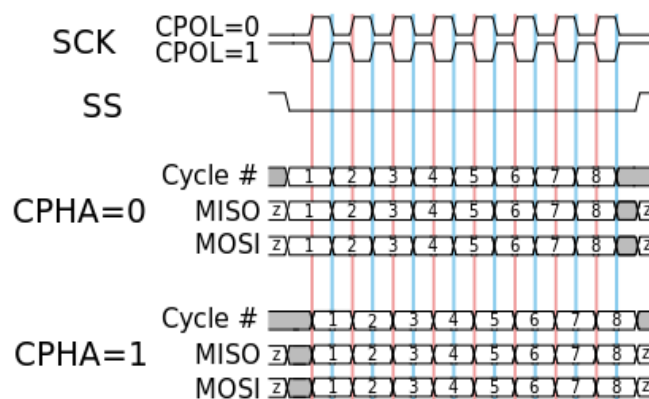 CPOL=0
SCK
CPOL=1
SS
Cycle # 1 2 3 4 5 6 7 8
CPHA=0
MISO z 1 2 3 4 5 6 7 8 z
MOSI z 1 2 3 4 5 6 7 8 z
Cycle # 1 2 3 4 5 6 7 8
CPHA=1
MISO z 1 2 3 4 5 6 7 8 z
MOSI z 1 2 3 4 5 6 7 8 z